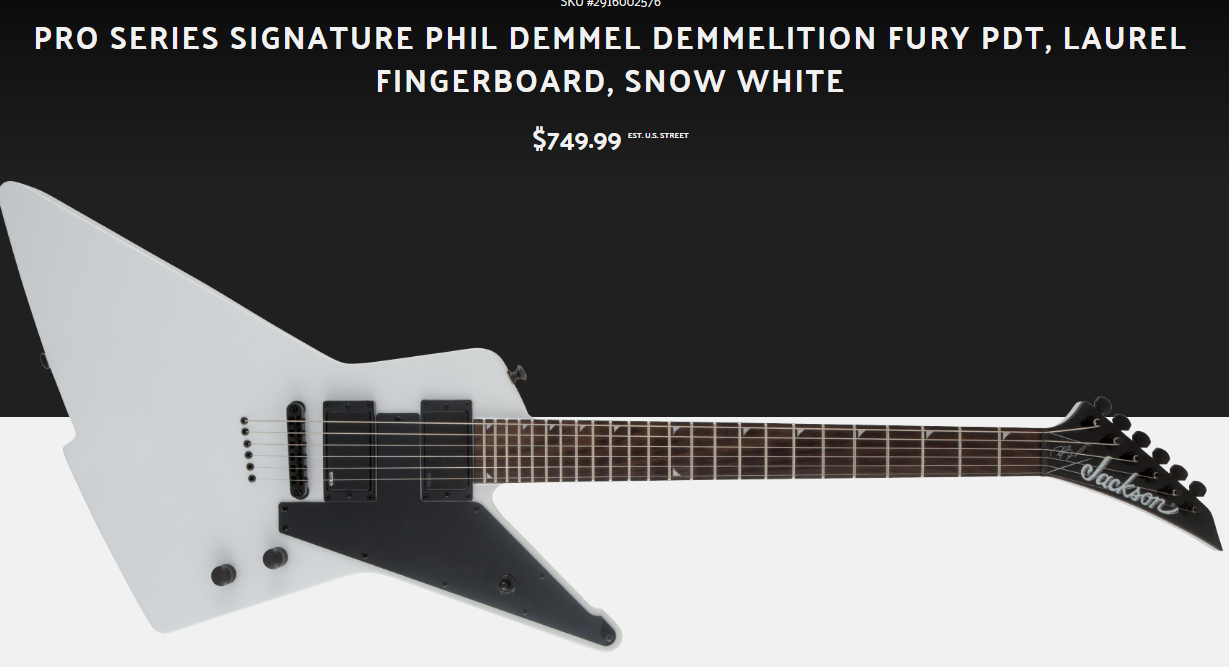 SKU #2916002576
PRO SERIES SIGNATURE PHIL DEMMEL DEMMELITION FURY PDT, LAUREL
FINGERBOARD, SNOW WHITE
$749.99 EST. U.S. STREET
Jackson